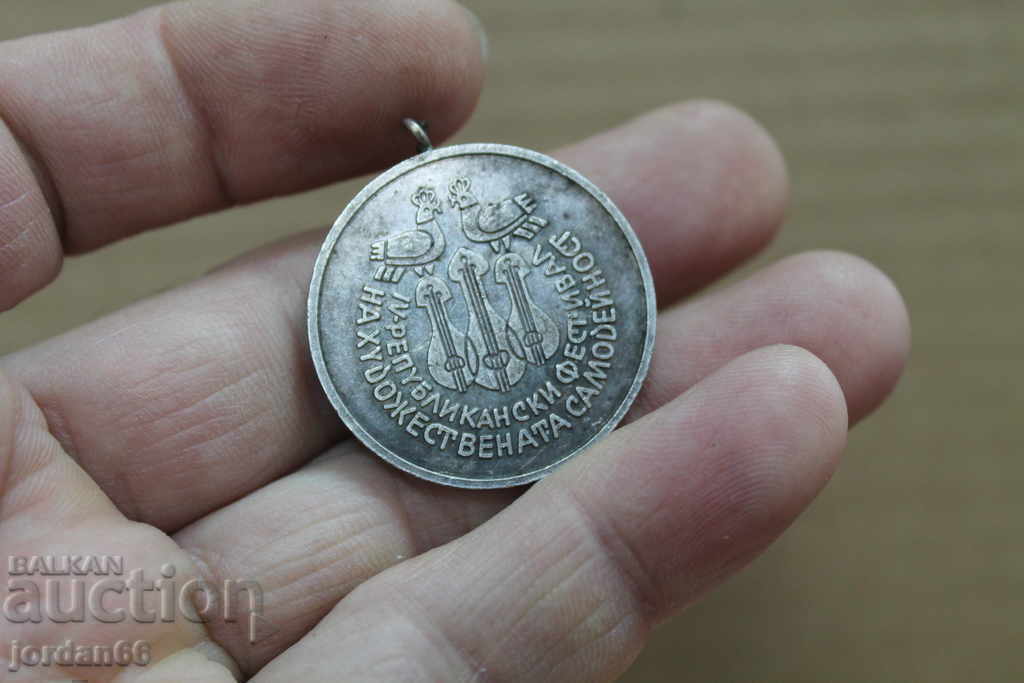 IV-РЕПУБЛИКАНСКИ ФЕСТИВАЛ
НА ХУДОЖЕСТВЕНАТА САМОДЕЙНОСТ
BALKAN
auction
jordan66